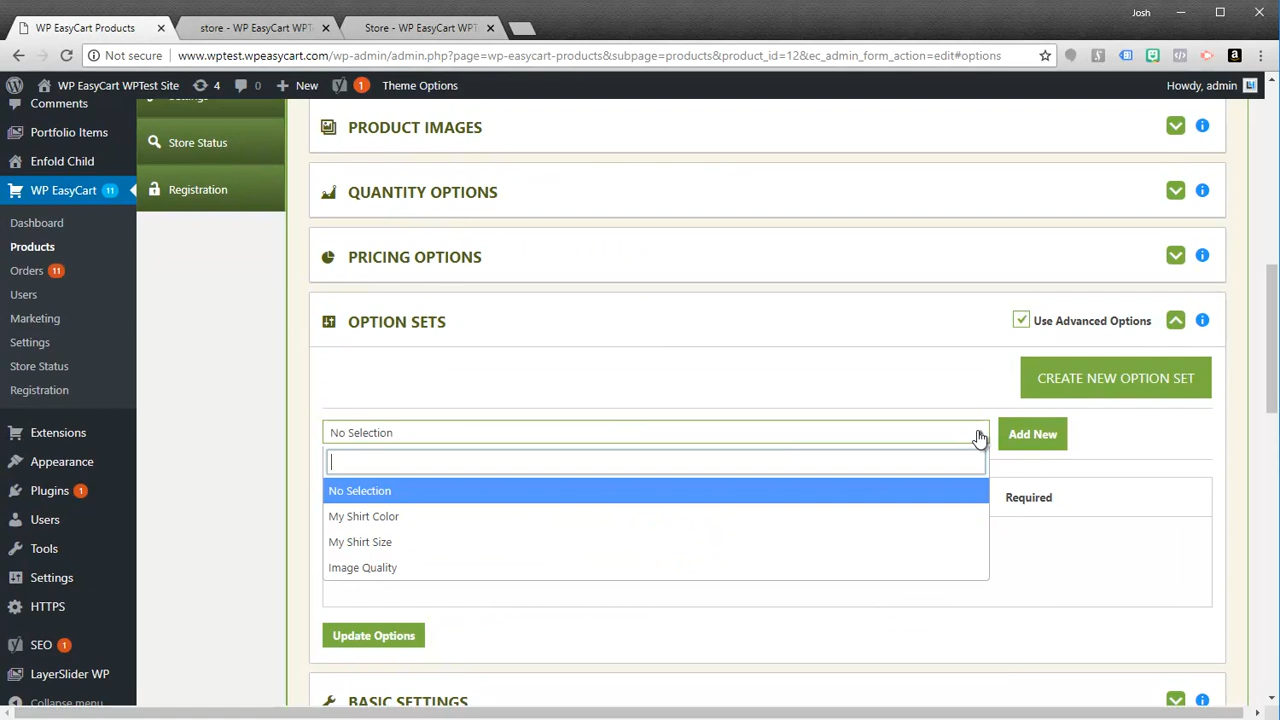 WP EasyCart Products
store - WP EasyCart WPT
Store - WP EasyCart WPT
Josh
Not secure
www.wptest.wpeasycart.com/wp-admin/admin.php?page=wp-easycart-products&subpage=products&product_id=12&ec_admin_form_action=edit#options
WP EasyCart WPTest Site
4
0
New
1
Theme Options
Howdy, admin
Comments
Portfolio Items
Enfold Child
WP EasyCart 11
Dashboard
Products
Orders 11
Users
Marketing
Settings
Store Status
Registration
Extensions
Appearance
Plugins 1
Users
Tools
Settings
HTTPS
SEO 1
LayerSlider WP
Collapse menu
Settings
Store Status
Registration
PRODUCT IMAGES
QUANTITY OPTIONS
PRICING OPTIONS
OPTION SETS
Use Advanced Options
CREATE NEW OPTION SET
No Selection
Add New
No Selection
My Shirt Color
My Shirt Size
Image Quality
Required
Update Options
BASIC SETTINGS